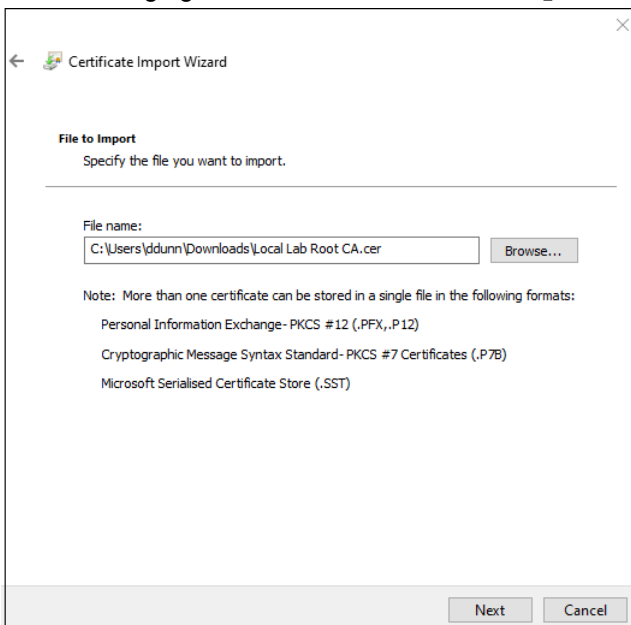 Certificate Import Wizard
File to Import
Specify the file you want to import.
File name:
C:\Users\ddunn\Downloads\Local Lab Root CA.cer
Browse...
Note: More than one certificate can be stored in a single file in the following formats:
Personal Information Exchange- PKCS #12 (.PFX,.P12)
Cryptographic Message Syntax Standard- PKCS #7 Certificates (.P7B)
Microsoft Serialised Certificate Store (.SST)
Next
Cancel